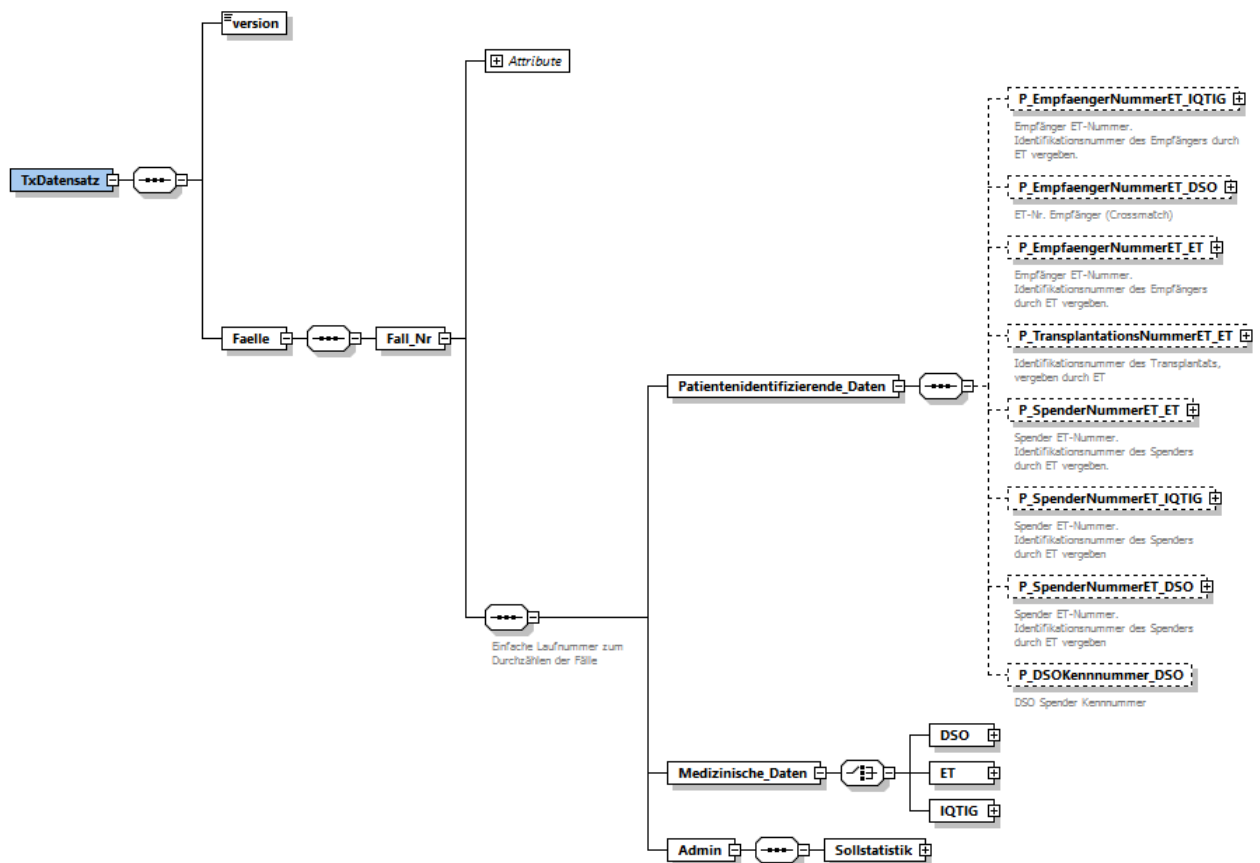 version
Attribute
P_EmpfaengerNummerET_IQTIG
Empfänger ET-Nummer.
Identifikationsnummer des Empfängers durch
ET vergeben.
TxDatensatz
P_EmpfaengerNummerET_DSO
ET-Nr. Empfänger (Crossmatch)
P_EmpfaengerNummerET_ET
Empfänger ET-Nummer.
Identifikationsnummer des Empfängers
durch ET vergeben.
Faelle
Fall_Nr
P_TransplantationsNummerET_ET
Identifikationsnummer des Transplantats,
vergeben durch ET
Patientenidentifizierende_Daten
P_SpenderNummerET_ET
Spender ET-Nummer.
Identifikationsnummer des Spenders
durch ET vergeben.
P_SpenderNummerET_IQTIG
Spender ET-Nummer.
Identifikationsnummer des Spenders
durch ET vergeben
P_SpenderNummerET_DSO
Spender ET-Nummer.
Identifikationsnummer des Spenders
durch ET vergeben
Einfache Laufnummer zum
Durchzählen der Fälle
P_DSOKennnummer_DSO
DSO Spender Kennnummer
DSO
Medizinische_Daten
ET
IQTIG
Admin
Sollstatistik